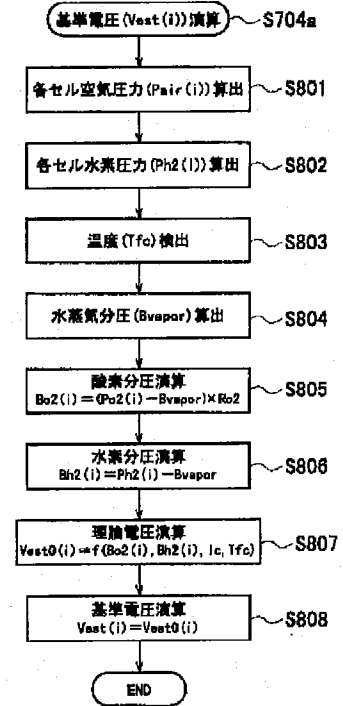 基準電圧(Vest(i))演算
S704a
各セル空気圧力(Pair(i))算出
S801
各セル水素圧力(Ph2(i))算出
S802
温度(Tfc)検出
S803
水蒸気分圧(Bvapor)算出
S804
酸素分圧演算
Bo2(i)=(Po2(i)-Bvapor)×Ro2
S805
水素分圧演算
Bh2(i)=Ph2(i)-Bvapor
S806
理論電圧演算
Vest0(i)=f(Bo2(i),Bh2(i),Ic,Tfc)
S807
基準電圧演算
Vest(i)=Vest0(i)
S808
END